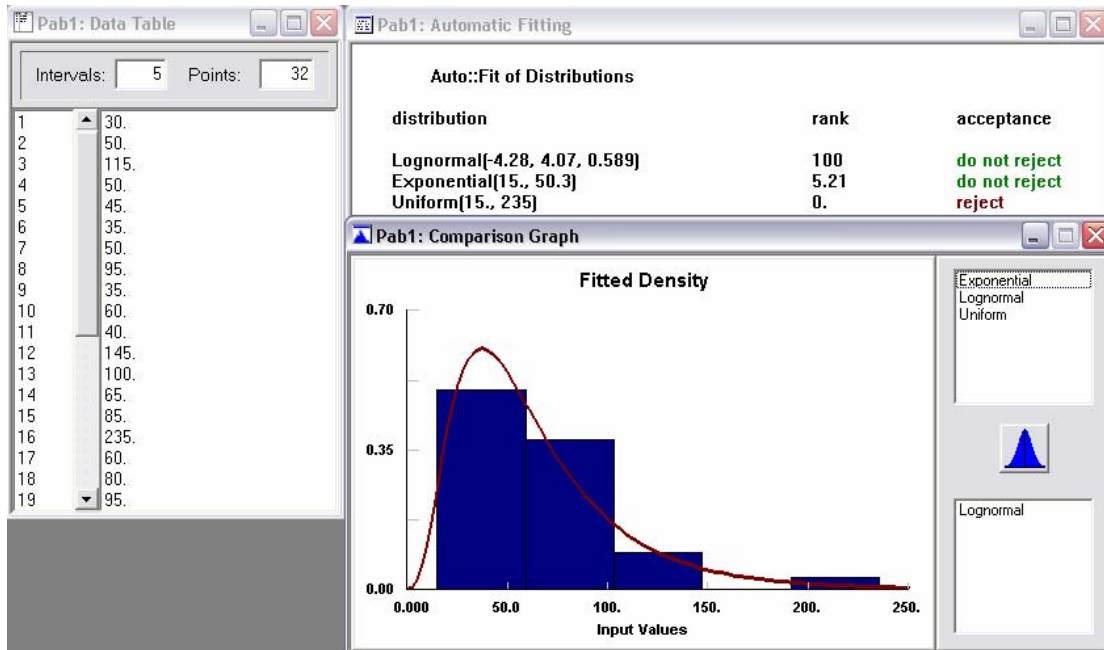 Pab1: Data Table
Intervals: 5 Points: 32
1 30.
2 50.
3 115.
4 50.
5 45.
6 35.
7 50.
8 95.
9 35.
10 60.
11 40.
12 145.
13 100.
14 65.
15 85.
16 235.
17 60.
18 80.
19 95.
Pab1: Automatic Fitting
Auto::Fit of Distributions
distribution rank acceptance
Lognormal(-4.28, 4.07, 0.589) 100 do not reject
Exponential(15., 50.3) 5.21 do not reject
Uniform(15., 235) 0. reject
Pab1: Comparison Graph
Fitted Density
0.70
0.35
0.00
0.000 50.0 100. 150. 200. 250.
Input Values
Exponential
Lognormal
Uniform
Lognormal